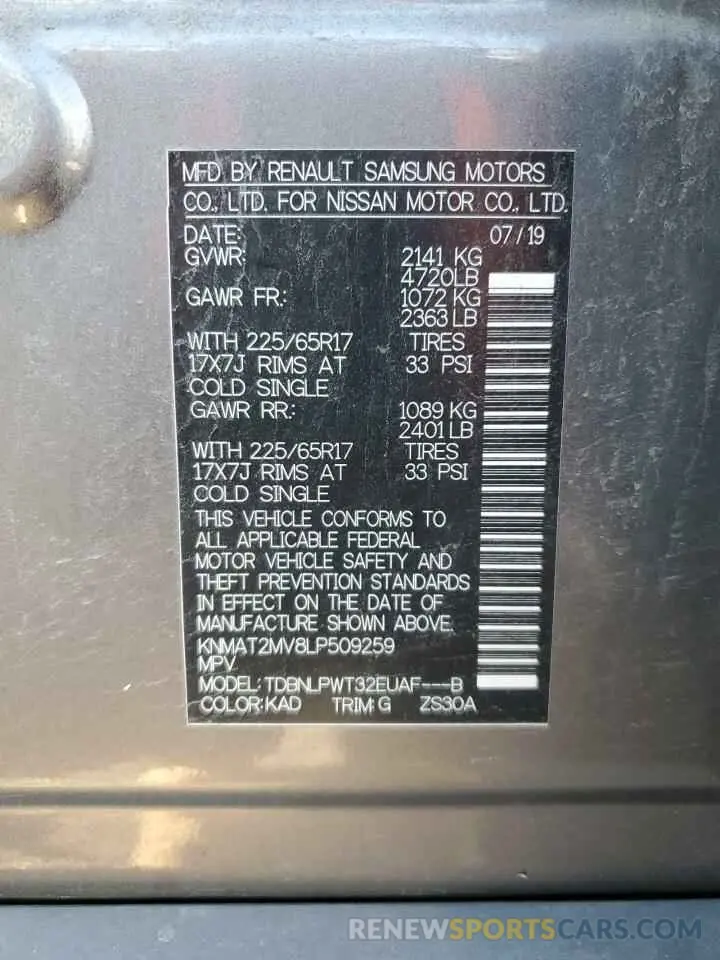 MFD BY RENAULT SAMSUNG MOTORS
CO., LTD. FOR NISSAN MOTOR CO., LTD.
DATE: 07/19
GVWR: 2141 KG
4720LB
GAWR FR.: 1072 KG
2363LB
WITH 225/65R17 TIRES
17X7J RIMS AT 33 PSI
COLD SINGLE
GAWR RR.: 1089 KG
2401LB
WITH 225/65R17 TIRES
17X7J RIMS AT 33 PSI
COLD SINGLE
THIS VEHICLE CONFORMS TO
ALL APPLICABLE FEDERAL
MOTOR VEHICLE SAFETY AND
THEFT PREVENTION STANDARDS
IN EFFECT ON THE DATE OF
MANUFACTURE SHOWN ABOVE.
KNMAT2MV8LP509259
MPV
MODEL: TDBNLPWT32EUAF---B
COLOR: KAD TRIM: G ZS30A
RENEWSPORTSCARS.COM